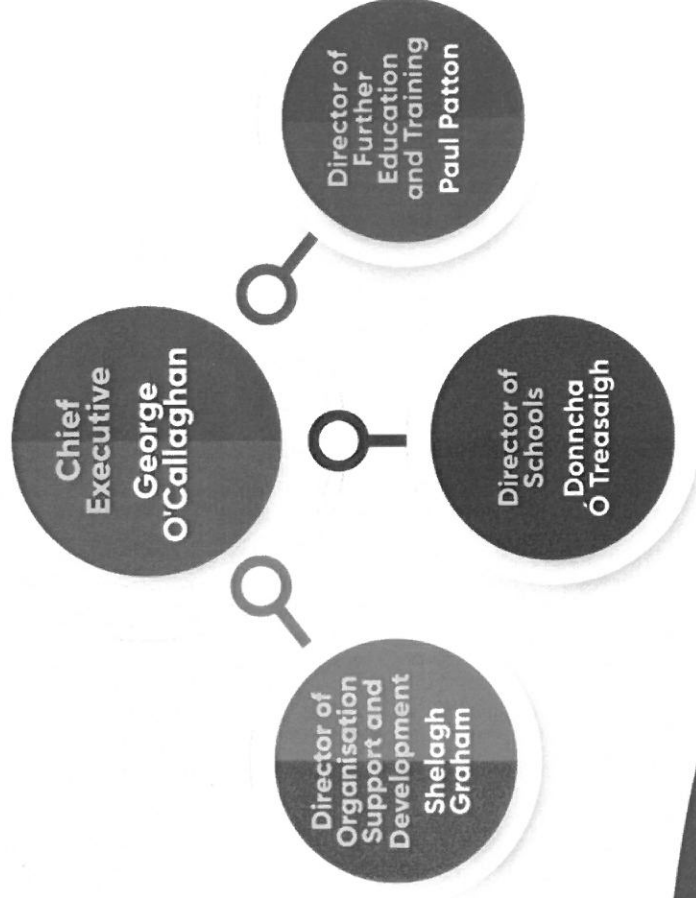 Chief
Executive
George
O'Callaghan
Director of
Organisation
Support and
Development
Shelagh
Graham
Director of
Schools
Donncha
Ó Treasaigh
Director of
Further
Education
and Training
Paul Patton